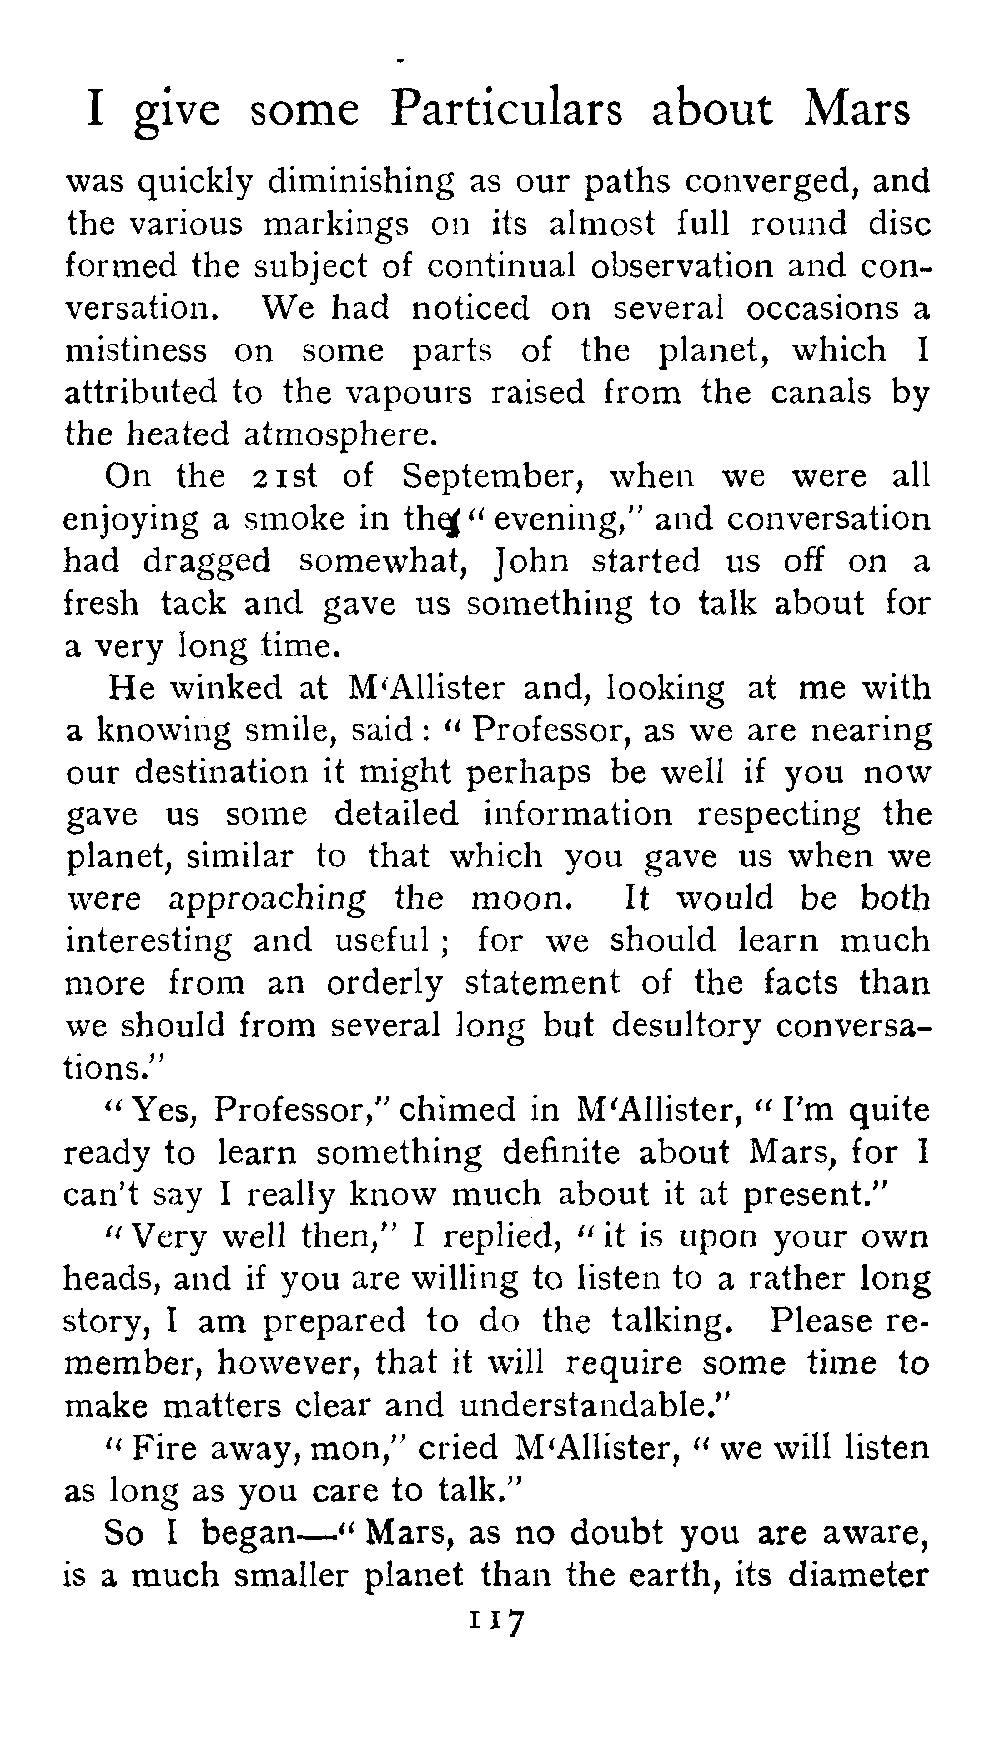 I give some Particulars about Mars
was quickly diminishing as our paths converged, and
the various markings on its almost full round disc
formed the subject of continual observation and con-
versation. We had noticed on several occasions a
mistiness on some parts of the planet, which I
attributed to the vapours raised from the canals by
the heated atmosphere.
On the 21st of September, when we were all
enjoying a smoke in the “ evening,” and conversation
had dragged somewhat, John started us off on a
fresh tack and gave us something to talk about for
a very long time.
He winked at M‘Allister and, looking at me with
a knowing smile, said : “ Professor, as we are nearing
our destination it might perhaps be well if you now
gave us some detailed information respecting the
planet, similar to that which you gave us when we
were approaching the moon. It would be both
interesting and useful ; for we should learn much
more from an orderly statement of the facts than
we should from several long but desultory conversa-
tions.”
“ Yes, Professor,” chimed in M‘Allister, “ I’m quite
ready to learn something definite about Mars, for I
can’t say I really know much about it at present.”
“ Very well then,” I replied, “ it is upon your own
heads, and if you are willing to listen to a rather long
story, I am prepared to do the talking. Please re-
member, however, that it will require some time to
make matters clear and understandable.”
“ Fire away, mon,” cried M‘Allister, “ we will listen
as long as you care to talk.”
So I began—“ Mars, as no doubt you are aware,
is a much smaller planet than the earth, its diameter
117